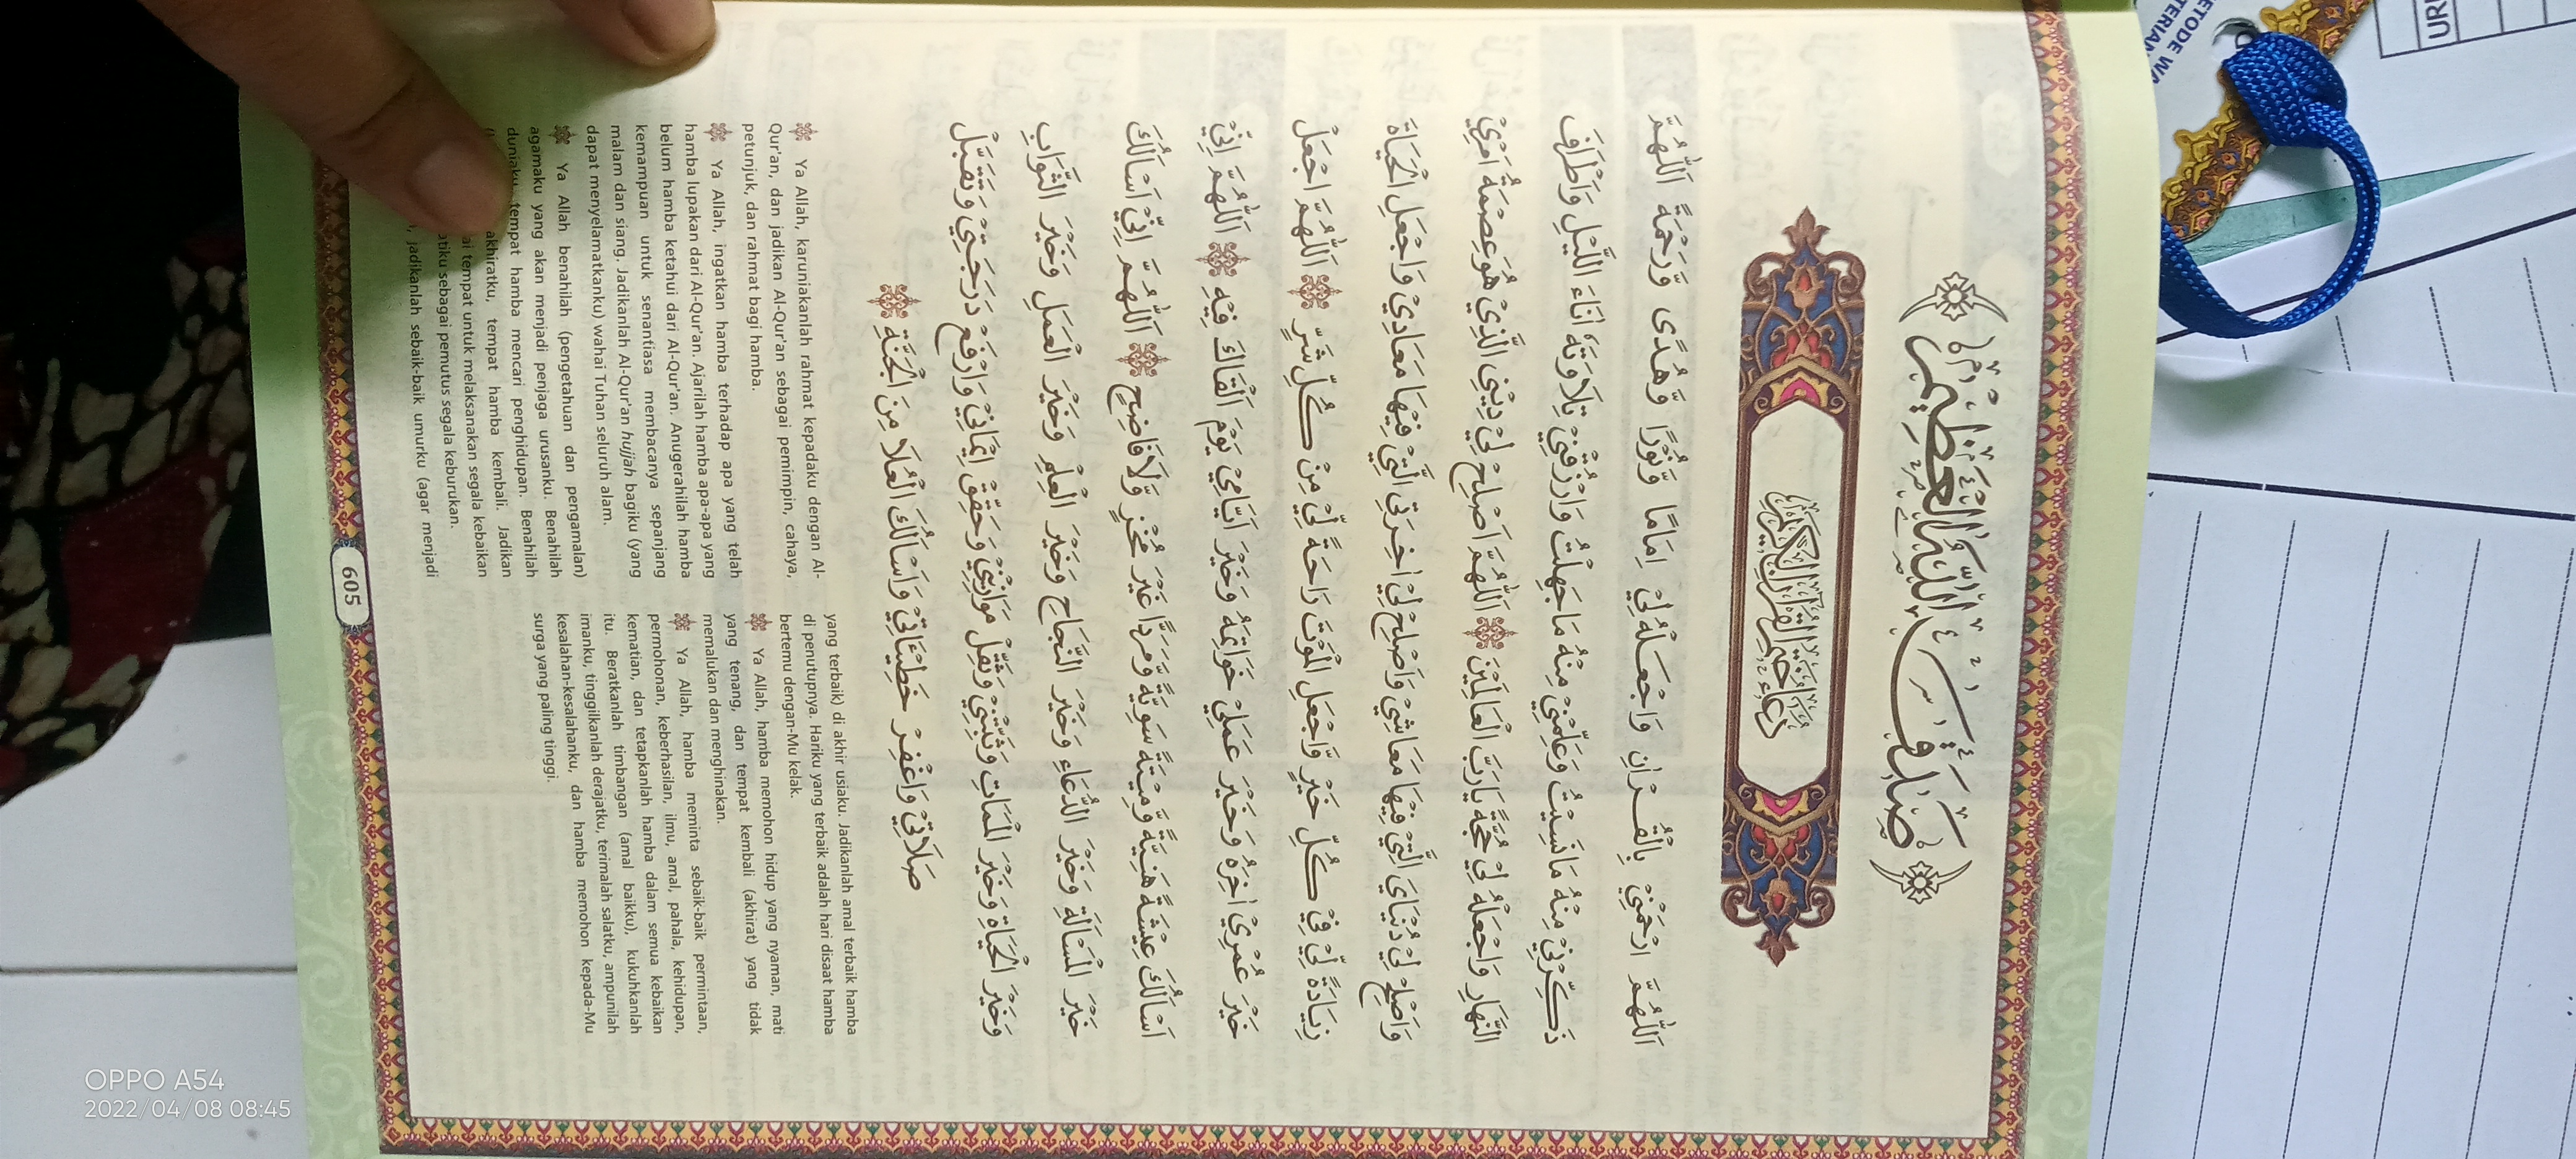 صَدَقَ اللّٰهُ الْعَظِيْمُ
دُعَاءُ خَتْمِ الْقُرْاٰنِ الْكَرِيْمِ
اَللّٰهُمَّ ارْحَمْنِيْ بِالْقُرْاٰنِ وَاجْعَلْهُ لِيْ اِمَامًا وَّنُوْرًا وَّهُدًى وَّرَحْمَةً اَللّٰهُمَّ
ذَكِّرْنِيْ مِنْهُ مَا نَسِيْتُ وَعَلِّمْنِيْ مِنْهُ مَا جَهِلْتُ وَارْزُقْنِيْ تِلَاوَتَهٗ اٰنَاءَ اللَّيْلِ وَاَطْرَافَ
النَّهَارِ وَاجْعَلْهُ لِيْ حُجَّةً يَارَبَّ الْعَالَمِيْنَ ۞ اَللّٰهُمَّ اَصْلِحْ لِيْ دِيْنِي الَّذِيْ هُوَ عِصْمَةُ اَمْرِيْ
وَاَصْلِحْ لِيْ دُنْيَايَ الَّتِيْ فِيْهَا مَعَاشِيْ وَاَصْلِحْ لِيْ اٰخِرَتِي الَّتِيْ فِيْهَا مَعَادِيْ وَاجْعَلِ الْحَيَاةَ
زِيَادَةً لِّيْ فِيْ كُلِّ خَيْرٍ وَّاجْعَلِ الْمَوْتَ رَاحَةً لِّيْ مِنْ كُلِّ شَرٍّ ۞ اَللّٰهُمَّ اجْعَلْ
خَيْرَ عُمْرِيْ اٰخِرَهُ وَخَيْرَ عَمَلِيْ خَوَاتِمَهُ وَخَيْرَ اَيَّامِيْ يَوْمَ اَلْقَاكَ فِيْهِ ۞ اَللّٰهُمَّ اِنِّيْ
اَسْاَلُكَ عِيْشَةً هَنِيَّةً وَّمِيْتَةً سَوِيَّةً وَّمَرَدًّا غَيْرَ مُخْزٍ وَّلَا فَاضِحٍ ۞ اَللّٰهُمَّ اِنِّيْ اَسْاَلُكَ
خَيْرَ الْمَسْاَلَةِ وَخَيْرَ الدُّعَاءِ وَخَيْرَ النَّجَاحِ وَخَيْرَ الْعِلْمِ وَخَيْرَ الْعَمَلِ وَخَيْرَ الثَّوَابِ
وَخَيْرَ الْحَيَاةِ وَخَيْرَ الْمَمَاتِ وَثَبِّتْنِيْ وَثَقِّلْ مَوَازِيْنِيْ وَحَقِّقْ اِيْمَانِيْ وَارْفَعْ دَرَجَتِيْ وَتَقَبَّلْ
صَلَاتِيْ وَاغْفِرْ خَطِيْئَاتِيْ وَاَسْاَلُكَ الْعُلَا مِنَ الْجَنَّةِ ۞
Ya Allah, karuniakanlah rahmat kepadaku dengan Al-
Qur'an, dan jadikan Al-Qur'an sebagai pemimpin, cahaya,
petunjuk, dan rahmat bagi hamba.
Ya Allah, ingatkan hamba terhadap apa yang telah
hamba lupakan dari Al-Qur'an. Ajarilah hamba apa-apa yang
belum hamba ketahui dari Al-Qur'an. Anugerahilah hamba
kemampuan untuk senantiasa membacanya sepanjang
malam dan siang. Jadikanlah Al-Qur'an hujjah bagiku (yang
dapat menyelamatkanku) wahai Tuhan seluruh alam.
Ya Allah benahilah (pengetahuan dan pengamalan)
agamaku yang akan menjadi penjaga urusanku. Benahilah
duniaku tempat hamba mencari penghidupan. Benahilah
akhiratku, tempat hamba kembali. Jadikan
tempat untuk melaksanakan segala kebaikan
sebagai pemutus segala keburukan.
jadikanlah sebaik-baik umurku (agar menjadi
yang terbaik) di akhir usiaku. Jadikanlah amal terbaik hamba
di penutupnya. Hariku yang terbaik adalah hari disaat hamba
bertemu dengan-Mu kelak.
Ya Allah, hamba memohon hidup yang nyaman, mati
yang tenang, dan tempat kembali (akhirat) yang tidak
memalukan dan menghinakan.
Ya Allah, hamba meminta sebaik-baik permintaan,
permohonan, keberhasilan, ilmu, amal, pahala, kehidupan,
kematian, dan tetapkanlah hamba dalam semua kebaikan
itu. Beratkanlah timbangan (amal baikku), kukuhkanlah
imanku, tinggilkanlah derajatku, terimalah salatku, ampunilah
kesalahan-kesalahanku, dan hamba memohon kepada-Mu
surga yang paling tinggi.
605
OPPO A54
2022/04/08 08:45